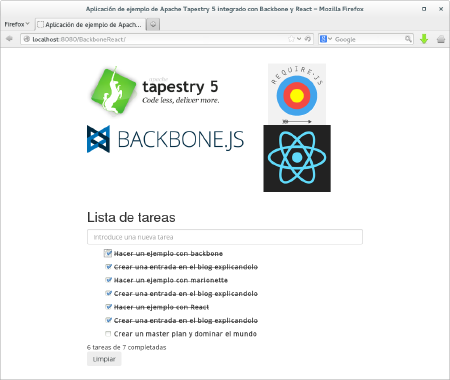 Aplicación de ejemplo de Apache Tapestry 5 integrado con Backbone y React - Mozilla Firefox
Firefox
Aplicación de ejemplo de Apach...
localhost:8080/BackboneReact/
Google
apache
tapestry 5
Code less, deliver more.
REQUIRE.JS
BACKBONE.JS
Lista de tareas
Introduce una nueva tarea
Hacer un ejemplo con backbone
Crear una entrada en el blog explicandolo
Hacer un ejemplo con marionette
Crear una entrada en el blog explicandolo
Hacer un ejemplo con React
Crear una entrada en el blog explicandolo
Crear un master plan y dominar el mundo
6 tareas de 7 completadas
Limpiar